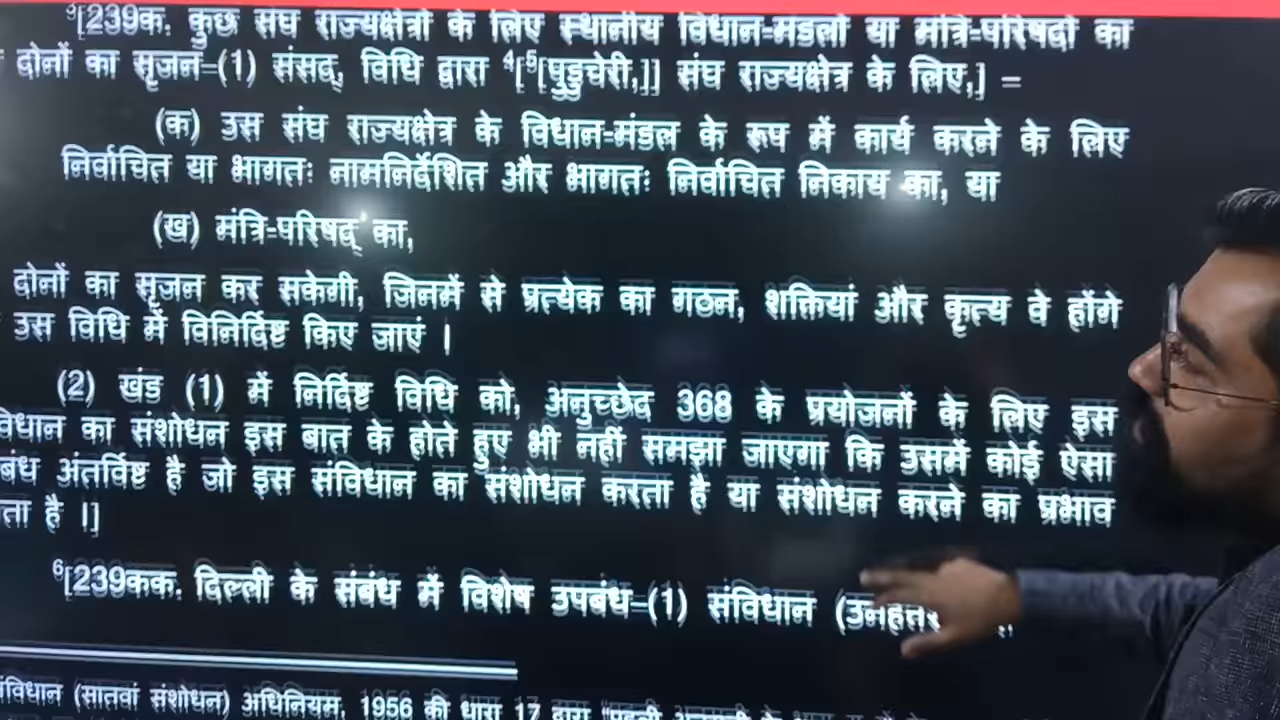 ³[239क. कुछ संघ राज्यक्षेत्रों के लिए स्थानीय विधान-मंडलों या मंत्रि-परिषदों का
दोनों का सृजन–(1) संसद्, विधि द्वारा ⁴[⁵[पुडुचेरी,]] संघ राज्यक्षेत्र के लिए,] =
(क) उस संघ राज्यक्षेत्र के विधान-मंडल के रूप में कार्य करने के लिए
निर्वाचित या भागतः नामनिर्देशित और भागतः निर्वाचित निकाय का, या
(ख) मंत्रि-परिषद् का,
दोनों का सृजन कर सकेगी, जिनमें से प्रत्येक का गठन, शक्तियां और कृत्य वे होंगे
उस विधि में विनिर्दिष्ट किए जाएं ।
(2) खंड (1) में निर्दिष्ट विधि को, अनुच्छेद 368 के प्रयोजनों के लिए इस
विधान का संशोधन इस बात के होते हुए भी नहीं समझा जाएगा कि उसमें कोई ऐसा
बंध अंतर्विष्ट है जो इस संविधान का संशोधन करता है या संशोधन करने का प्रभाव
ता है ।]
⁶[239कक. दिल्ली के संबंध में विशेष उपबंध–(1) संविधान (उनहत्तर
संविधान (सातवां संशोधन) अधिनियम, 1956 की धारा 17 द्वारा